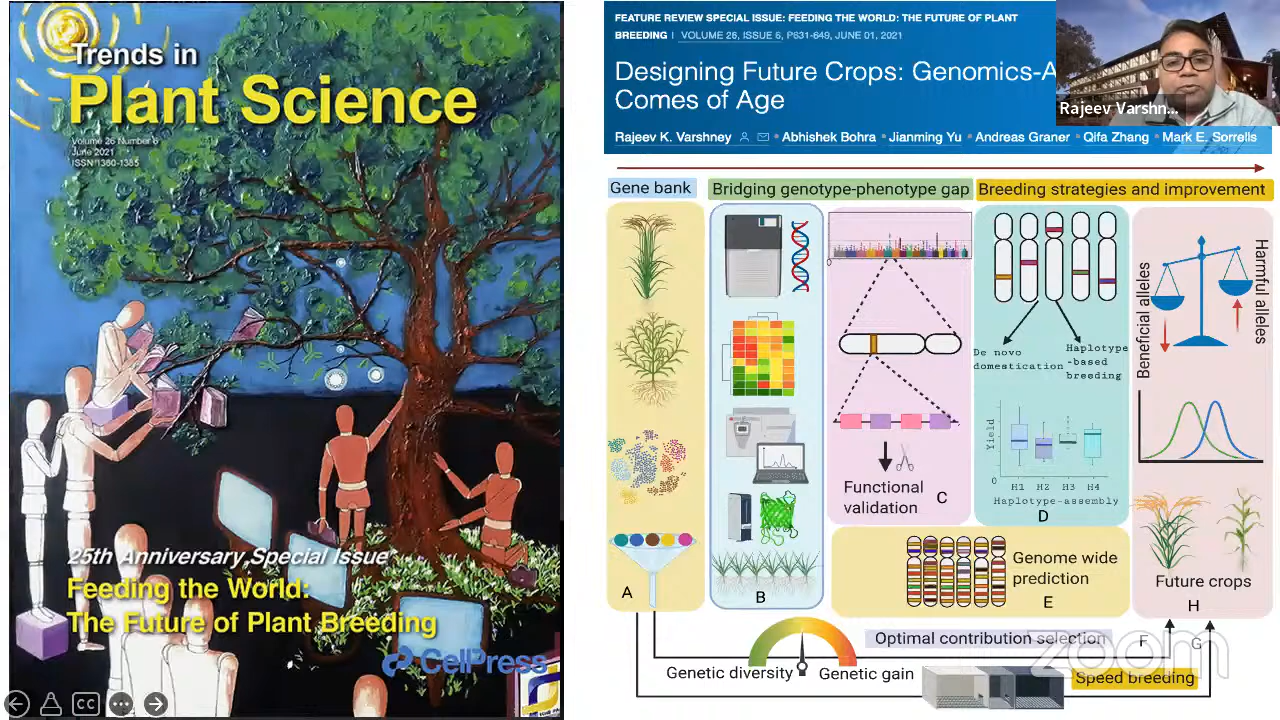 Trends in
Plant Science
Volume 26 Number 6
June 2021
ISSN 1360-1385
25th Anniversary Special Issue
Feeding the World:
The Future of Plant Breeding
CellPress
CC
FEATURE REVIEW SPECIAL ISSUE: FEEDING THE WORLD: THE FUTURE OF PLANT
BREEDING | VOLUME 26, ISSUE 6, P631-649, JUNE 01, 2021
Designing Future Crops: Genomics-A
Comes of Age
Rajeev K. Varshney • Abhishek Bohra • Jianming Yu • Andreas Graner • Qifa Zhang • Mark E. Sorrells
Rajeev Varshn...
Gene bank
Bridging genotype-phenotype gap
Breeding strategies and improvement
A
B
Functional
validation
C
De novo
domestication
Haplotype
-based
breeding
Yield
0
H1 H2 H3 H4
Haplotype-assembly
D
Genome wide
prediction
E
Beneficial alleles
Harmful alleles
Future crops
H
Optimal contribution selection
F
G
Genetic diversity
Genetic gain
Speed breeding
zoom